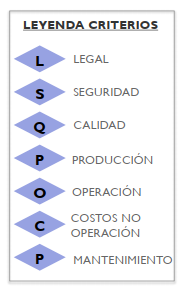 LEYENDA CRITERIOS
L LEGAL
S SEGURIDAD
Q CALIDAD
P PRODUCCIÓN
O OPERACIÓN
C COSTOS NO
OPERACIÓN
P MANTENIMIENTO